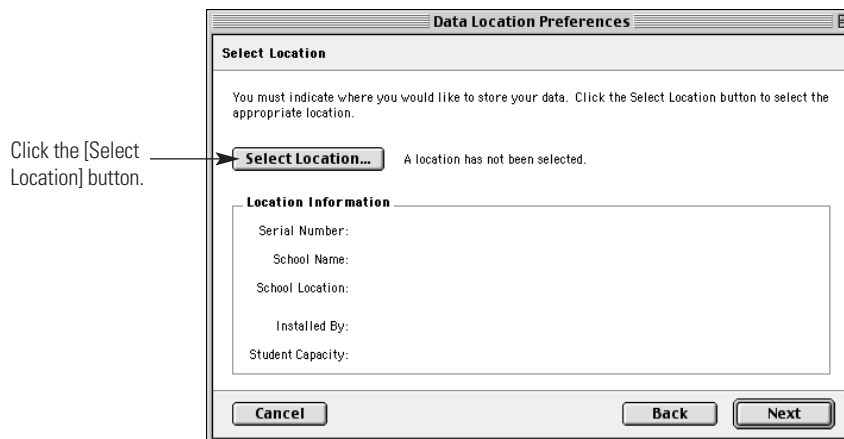 Data Location Preferences
Select Location
You must indicate where you would like to store your data. Click the Select Location button to select the
appropriate location.
Click the [Select
Location] button.
Select Location... A location has not been selected.
Location Information
Serial Number:
School Name:
School Location:
Installed By:
Student Capacity:
Cancel Back Next